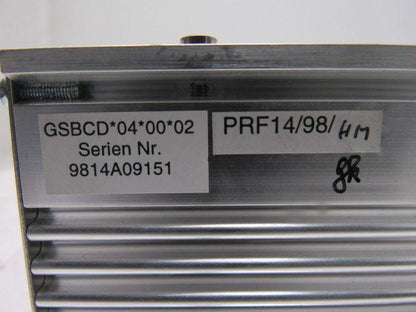 GSBCD*04*00*02
Serien Nr.
9814A09151
PRF14/98/HM